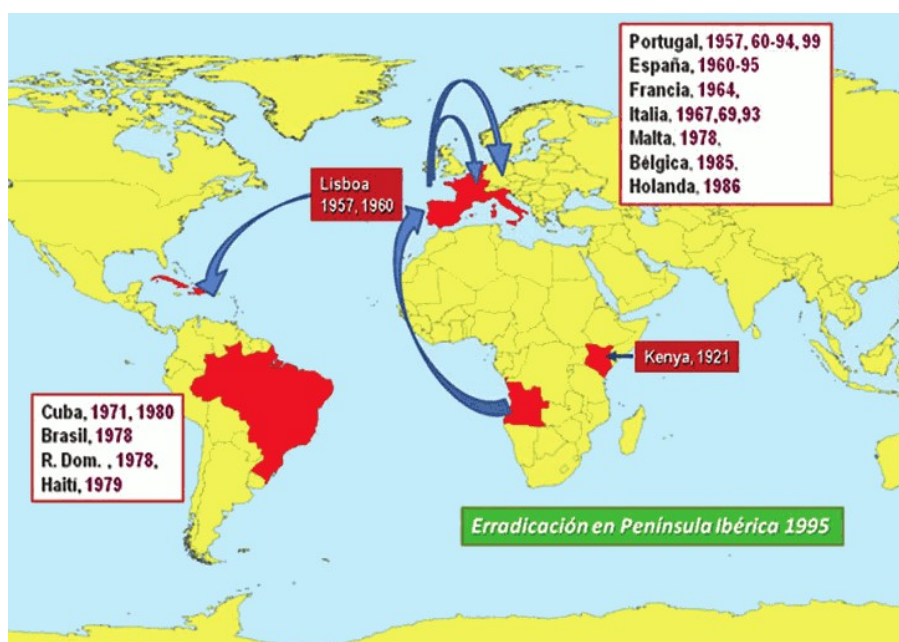 Portugal, 1957, 60-94, 99
España, 1960-95
Francia, 1964,
Italia, 1967,69,93
Malta, 1978,
Bélgica, 1985,
Holanda, 1986
Lisboa
1957, 1960
Kenya, 1921
Cuba, 1971, 1980
Brasil, 1978
R. Dom. , 1978,
Haití, 1979
Erradicación en Península Ibérica 1995